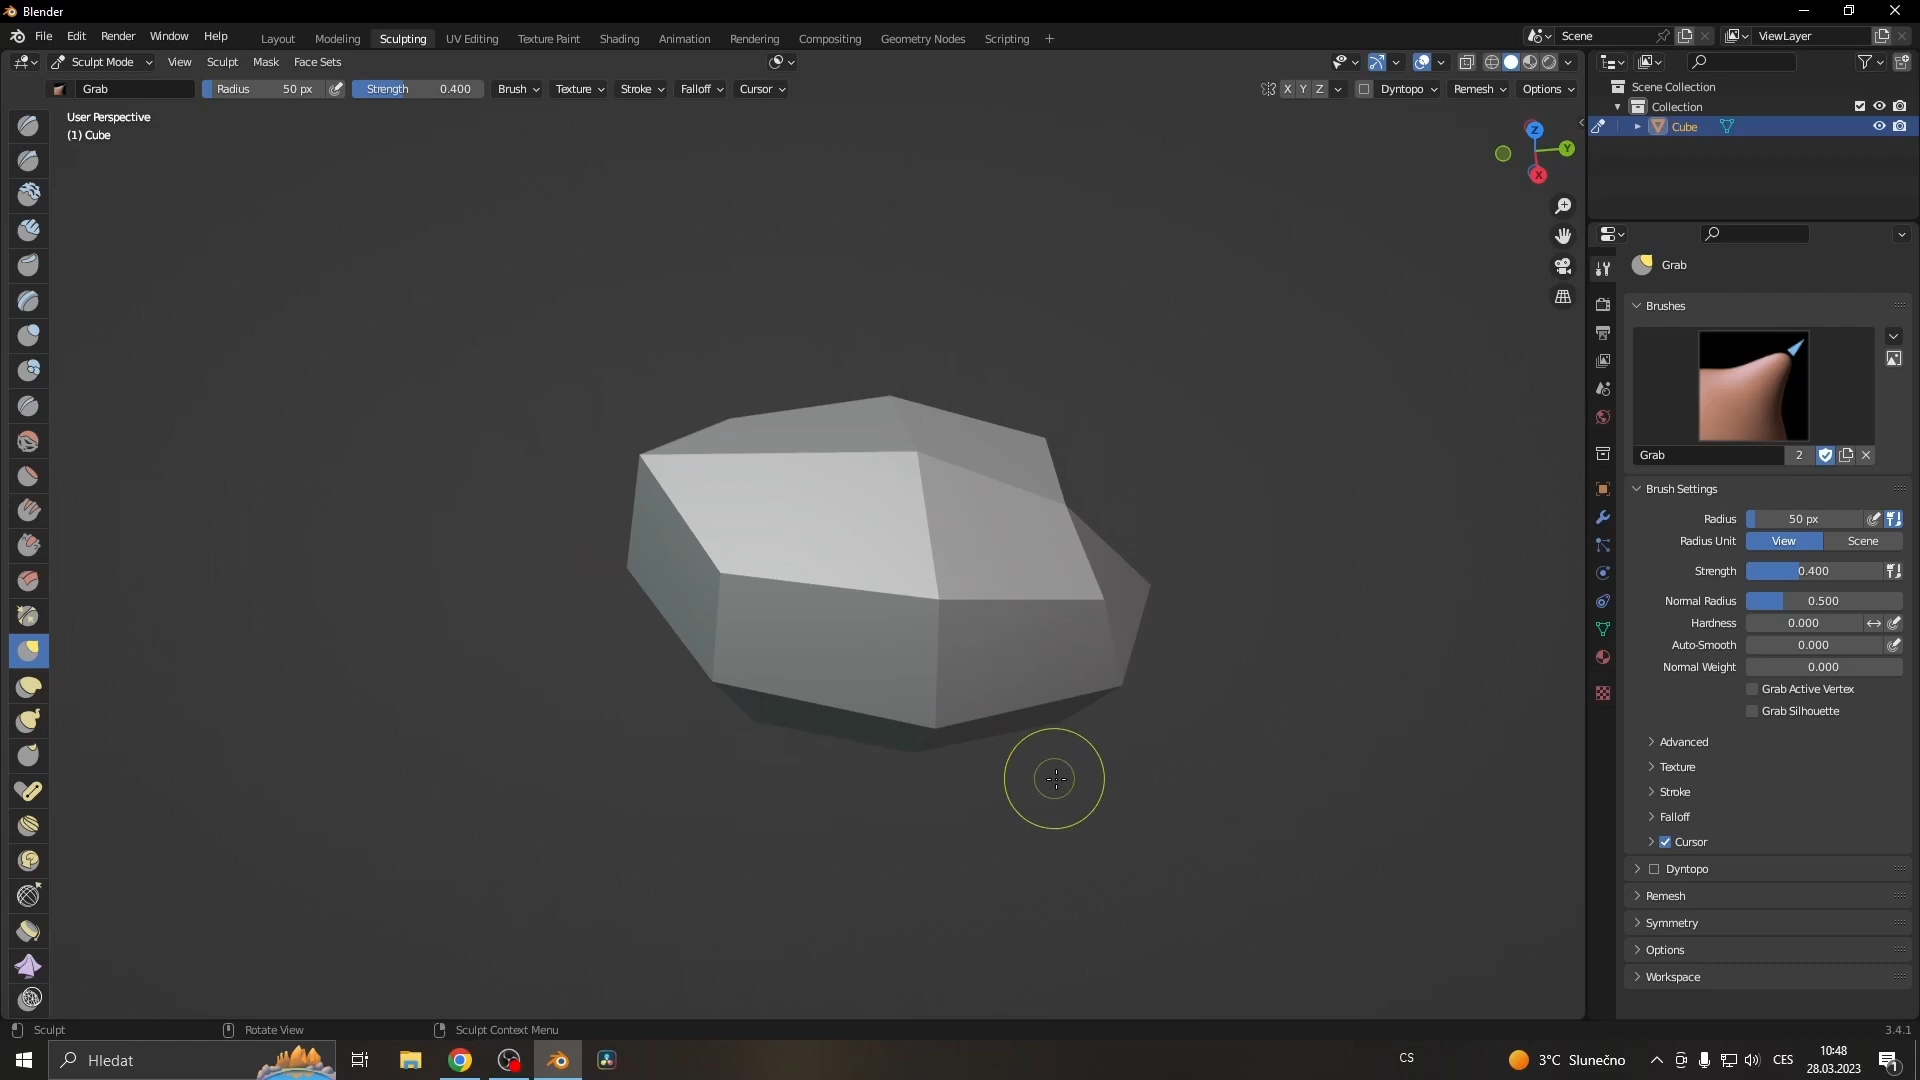 Blender
File Edit Render Window Help Layout Modeling Sculpting UV Editing Texture Paint Shading Animation Rendering Compositing Geometry Nodes Scripting + Scene ViewLayer
Sculpt Mode View Sculpt Mask Face Sets
Grab Radius 50 px Strength 0.400 Brush Texture Stroke Falloff Cursor X Y Z Dyntopo Remesh Options
User Perspective
(1) Cube
Z
Y
X
Scene Collection
Collection
Cube
Grab
Brushes
Grab 2
Brush Settings
Radius 50 px
Radius Unit View Scene
Strength 0.400
Normal Radius 0.500
Hardness 0.000
Auto-Smooth 0.000
Normal Weight 0.000
Grab Active Vertex
Grab Silhouette
Advanced
Texture
Stroke
Falloff
Cursor
Dyntopo
Remesh
Symmetry
Options
Workspace
Sculpt Rotate View Sculpt Context Menu 3.4.1
Hledat CS 3°C Slunečno CES 10:48
28.03.2023
1